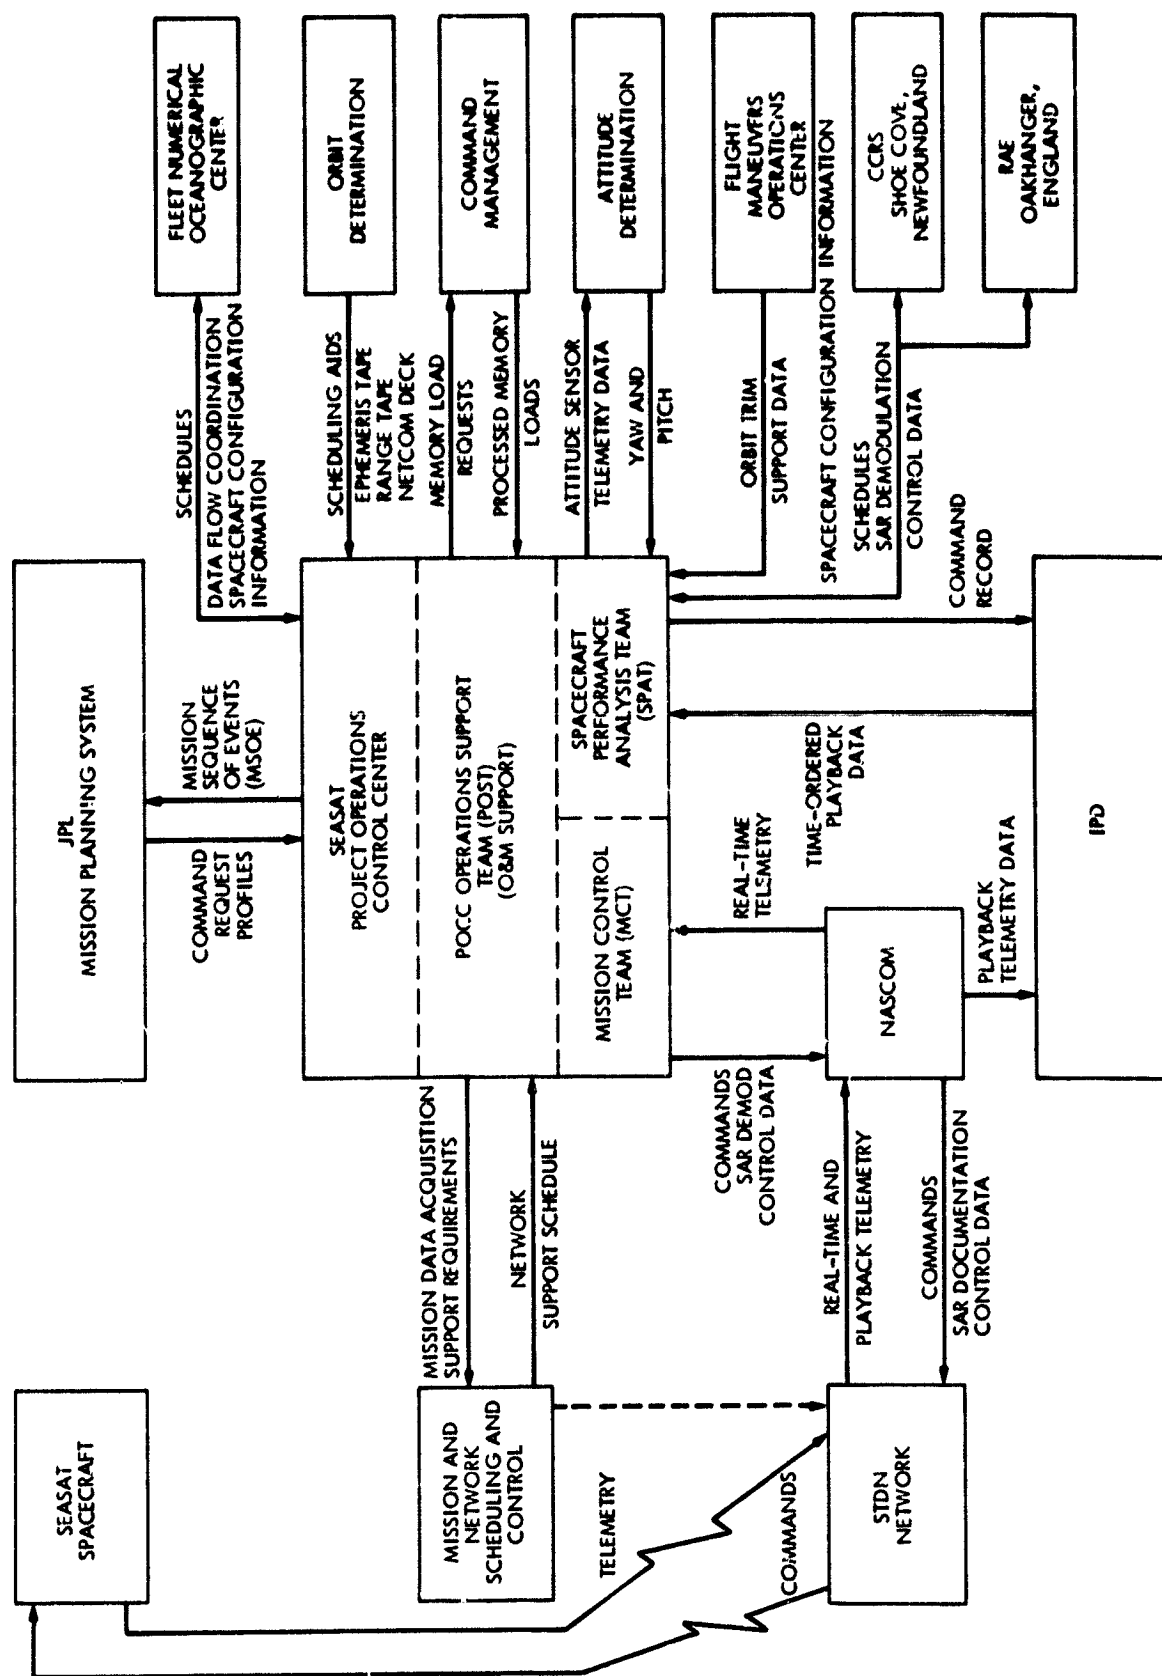 SEASAT
SPACECRAFT
JPL
MISSION PLANNING SYSTEM
FLEET NUMERICAL
OCEANOGRAPHIC
CENTER
COMMAND
REQUEST
PROFILES
MISSION
SEQUENCE
OF EVENTS
(MSOE)
SCHEDULES
DATA FLOW COORDINATION
SPACECRAFT CONFIGURATION
INFORMATION
SEASAT
PROJECT OPERATIONS
CONTROL CENTER
SCHEDULING AIDS
EPHEMERIS TAPE
RANGE TAPE
NETCOM DECK
ORBIT
DETERMINATION
MISSION AND
NETWORK
SCHEDULING AND
CONTROL
MISSION DATA ACQUISITION
SUPPORT REQUIREMENTS
NETWORK
SUPPORT SCHEDULE
POCC OPERATIONS SUPPORT
TEAM (POST)
(O&M SUPPORT)
MEMORY LOAD
REQUESTS
PROCESSED MEMORY
LOADS
COMMAND
MANAGEMENT
MISSION CONTROL
TEAM (MCT)
SPACECRAFT
PERFORMANCE
ANALYSIS TEAM
(SPAT)
ATTITUDE SENSOR
TELEMETRY DATA
YAW AND
PITCH
ATTITUDE
DETERMINATION
TELEMETRY
COMMANDS
COMMANDS
SAR DEMOD
CONTROL DATA
REAL-TIME
TELEMETRY
TIME-ORDERED
PLAYBACK
DATA
ORBIT TRIM
SUPPORT DATA
FLIGHT
MANEUVERS
OPERATIONS
CENTER
SPACECRAFT CONFIGURATION INFORMATION
SCHEDULES
SAR DEMODULATION
CONTROL DATA
CCRS
SHOE COVE,
NEWFOUNDLAND
STDN
NETWORK
REAL-TIME AND
PLAYBACK TELEMETRY
COMMANDS
SAR DOCUMENTATION
CONTROL DATA
NASCOM
PLAYBACK
TELEMETRY DATA
COMMAND
RECORD
RAE
OAKHANGER,
ENGLAND
IPD